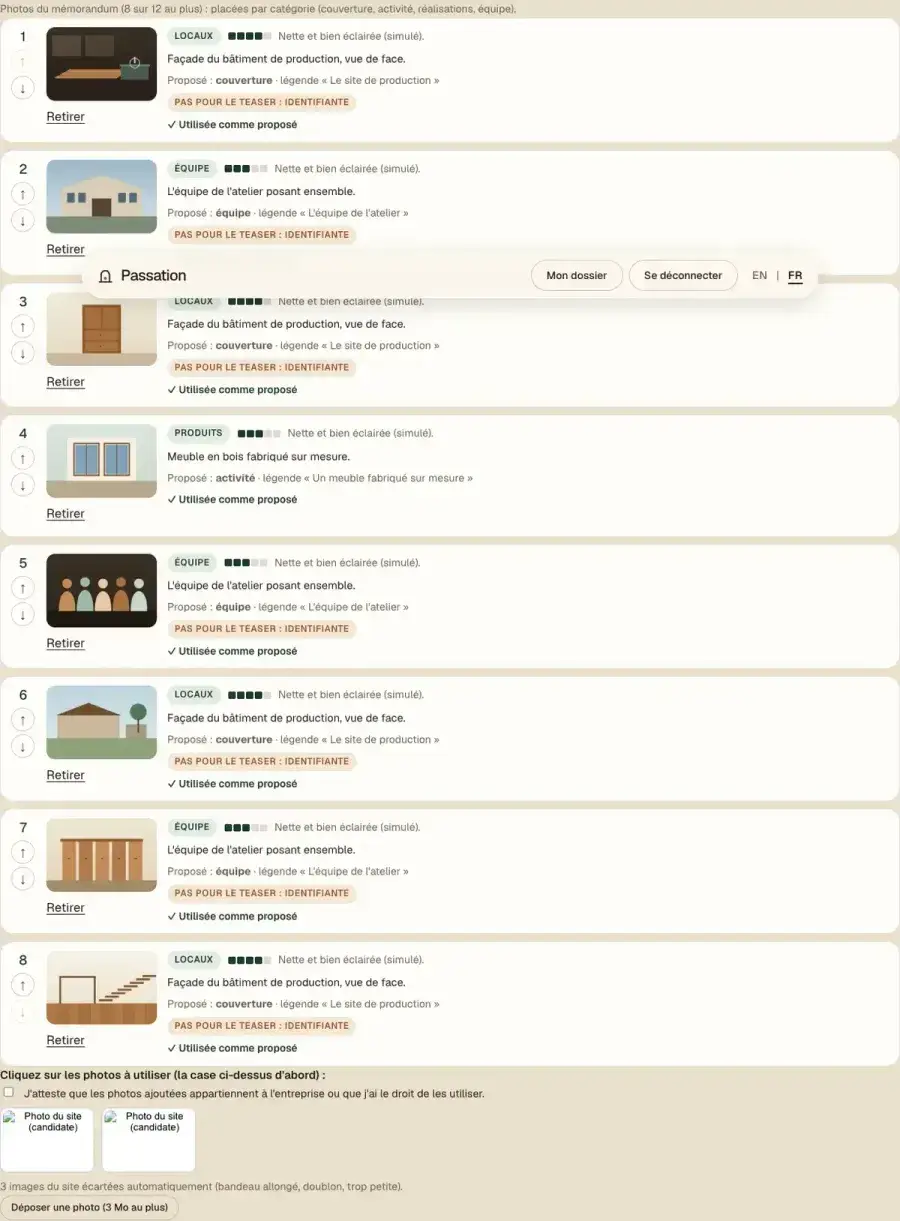 Photos du mémorandum (8 sur 12 au plus) : placées par catégorie (couverture, activité, réalisations, équipe).
1 LOCAUX Nette et bien éclairée (simulé).
↑ Façade du bâtiment de production, vue de face.
↓ Proposé : couverture · légende « Le site de production »
PAS POUR LE TEASER : IDENTIFIANTE
Retirer ✓ Utilisée comme proposé
2 ÉQUIPE Nette et bien éclairée (simulé).
↑ L'équipe de l'atelier posant ensemble.
↓ Proposé : équipe · légende « L'équipe de l'atelier »
PAS POUR LE TEASER : IDENTIFIANTE
Retirer
Passation Mon dossier Se déconnecter EN | FR
3 LOCAUX Nette et bien éclairée (simulé).
↑ Façade du bâtiment de production, vue de face.
↓ Proposé : couverture · légende « Le site de production »
PAS POUR LE TEASER : IDENTIFIANTE
Retirer ✓ Utilisée comme proposé
4 PRODUITS Nette et bien éclairée (simulé).
↑ Meuble en bois fabriqué sur mesure.
↓ Proposé : activité · légende « Un meuble fabriqué sur mesure »
✓ Utilisée comme proposé
Retirer
5 ÉQUIPE Nette et bien éclairée (simulé).
↑ L'équipe de l'atelier posant ensemble.
↓ Proposé : équipe · légende « L'équipe de l'atelier »
PAS POUR LE TEASER : IDENTIFIANTE
Retirer ✓ Utilisée comme proposé
6 LOCAUX Nette et bien éclairée (simulé).
↑ Façade du bâtiment de production, vue de face.
↓ Proposé : couverture · légende « Le site de production »
PAS POUR LE TEASER : IDENTIFIANTE
Retirer ✓ Utilisée comme proposé
7 ÉQUIPE Nette et bien éclairée (simulé).
↑ L'équipe de l'atelier posant ensemble.
↓ Proposé : équipe · légende « L'équipe de l'atelier »
PAS POUR LE TEASER : IDENTIFIANTE
Retirer ✓ Utilisée comme proposé
8 LOCAUX Nette et bien éclairée (simulé).
↑ Façade du bâtiment de production, vue de face.
↓ Proposé : couverture · légende « Le site de production »
PAS POUR LE TEASER : IDENTIFIANTE
Retirer ✓ Utilisée comme proposé
Cliquez sur les photos à utiliser (la case ci-dessus d'abord) :
J'atteste que les photos ajoutées appartiennent à l'entreprise ou que j'ai le droit de les utiliser.
Photo du site (candidate)
Photo du site (candidate)
3 images du site écartées automatiquement (bandeau allongé, doublon, trop petite).
Déposer une photo (3 Mo au plus)